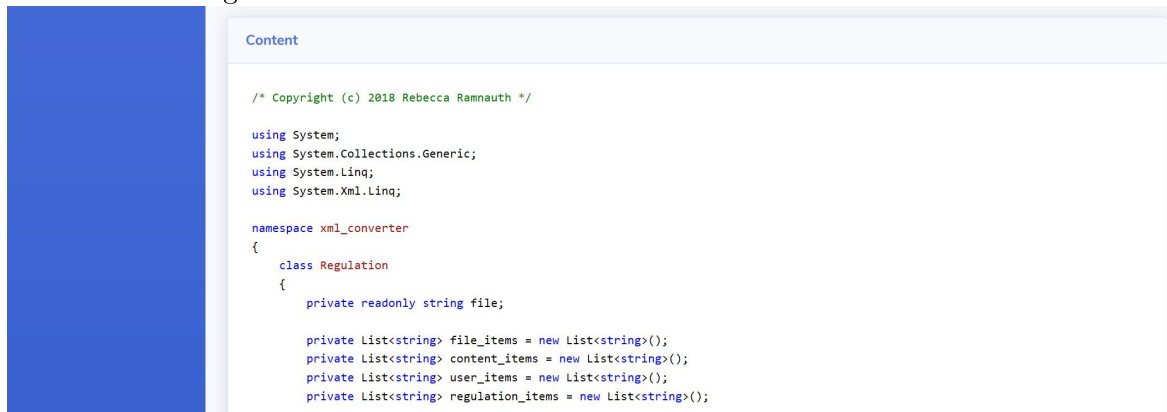 Content
/* Copyright (c) 2018 Rebecca Ramnauth */
using System;
using System.Collections.Generic;
using System.Linq;
using System.Xml.Linq;
namespace xml_converter
{
    class Regulation
    {
        private readonly string file;
        private List<string> file_items = new List<string>();
        private List<string> content_items = new List<string>();
        private List<string> user_items = new List<string>();
        private List<string> regulation_items = new List<string>();